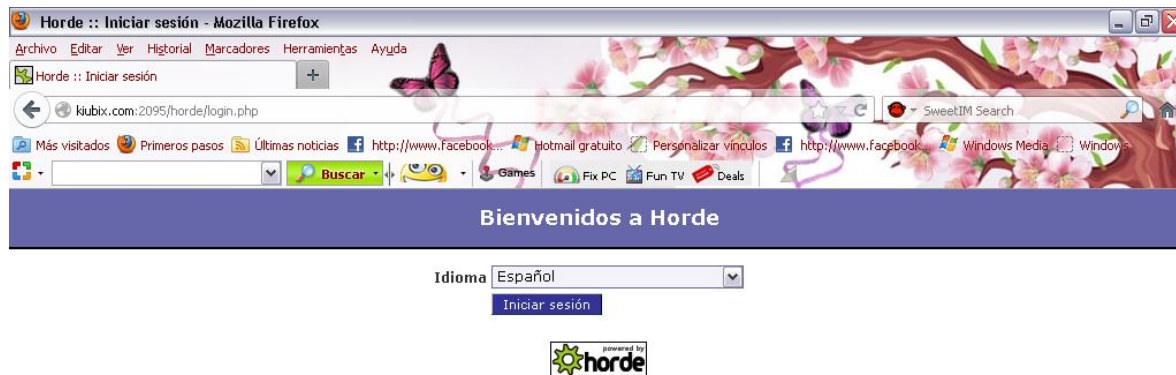 Horde :: Iniciar sesión - Mozilla Firefox
Archivo Editar Ver Historial Marcadores Herramientas Ayuda
Horde :: Iniciar sesión
kiubix.com:2095/horde/login.php
SweetIM Search
Más visitados Primeros pasos Últimas noticias http://www.facebook... Hotmail gratuito Personalizar vínculos http://www.facebook... Windows Media Windows
Buscar Games Fix PC Fun TV Deals
Bienvenidos a Horde
Idioma Español
Iniciar sesión
powered by
horde